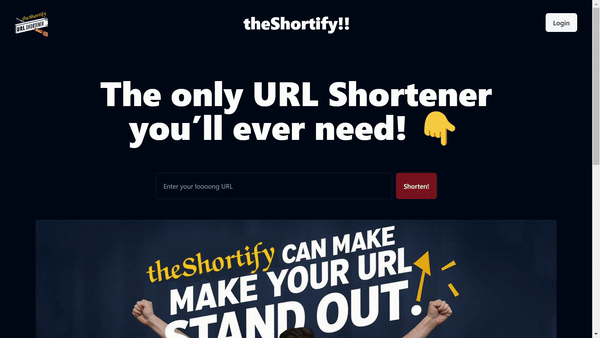 theShortify
URL SHORTENER
theShortify!!
Login
The only URL Shortener
you'll ever need!
Enter your loooong URL
Shorten!
theShortify CAN MAKE
MAKE YOUR URL
STAND OUT.